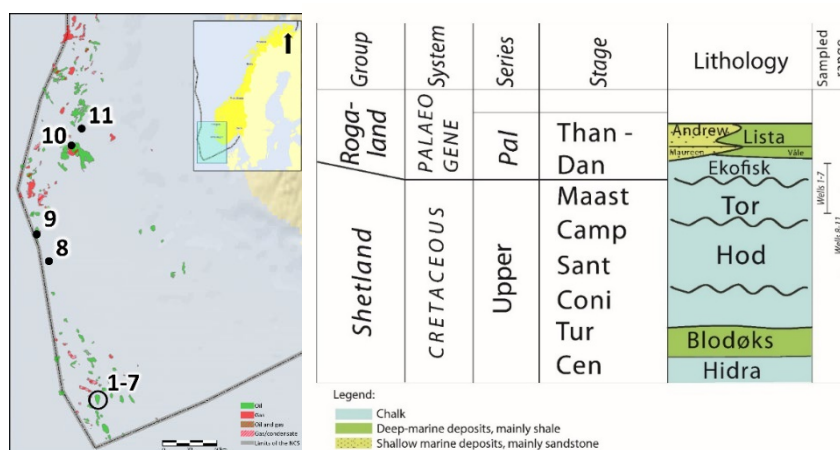 11
10
9
8
1-7
Oil
Gas
Oil and gas
Gas/condensate
Limits of the NCS
Group
System
Series
Stage
Lithology
Sampled
range
Roga-
land
PALAEO
GENE
Pal
Than -
Dan
Andrew
Lista
Maureen
Våle
Ekofisk
Shetland
CRETACEOUS
Upper
Maast
Camp
Sant
Coni
Tur
Cen
Tor
Hod
Blodøks
Hidra
Wells 1-7
Wells 8-11
Legend:
Chalk
Deep-marine deposits, mainly shale
Shallow marine deposits, mainly sandstone